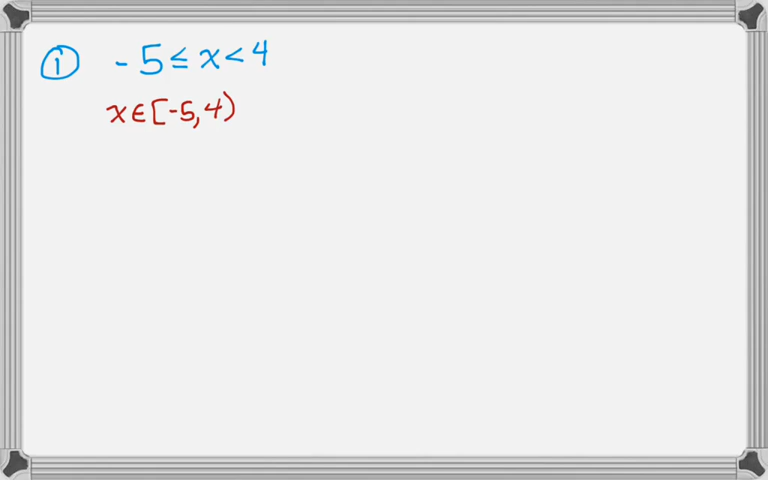 ① -5 ≤ x < 4
x ∈ [-5, 4)